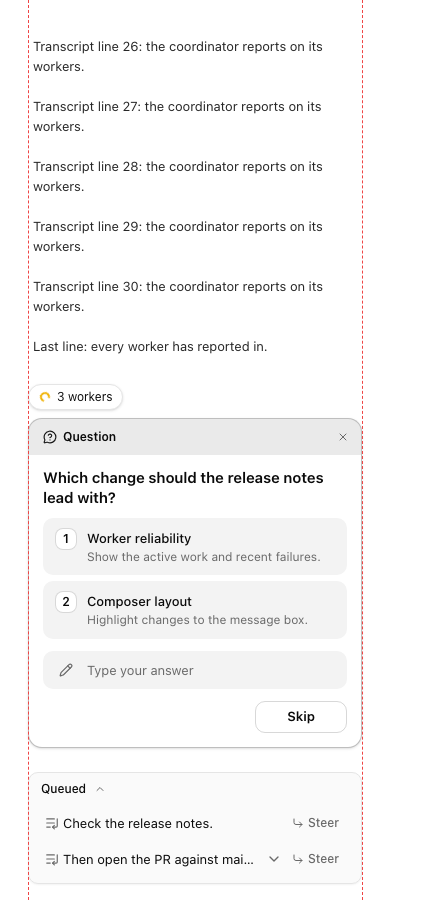 Transcript line 26: the coordinator reports on its
workers.
Transcript line 27: the coordinator reports on its
workers.
Transcript line 28: the coordinator reports on its
workers.
Transcript line 29: the coordinator reports on its
workers.
Transcript line 30: the coordinator reports on its
workers.
Last line: every worker has reported in.
3 workers
Question
Which change should the release notes
lead with?
1 Worker reliability
Show the active work and recent failures.
2 Composer layout
Highlight changes to the message box.
Type your answer
Skip
Queued
Check the release notes. Steer
Then open the PR against mai... Steer